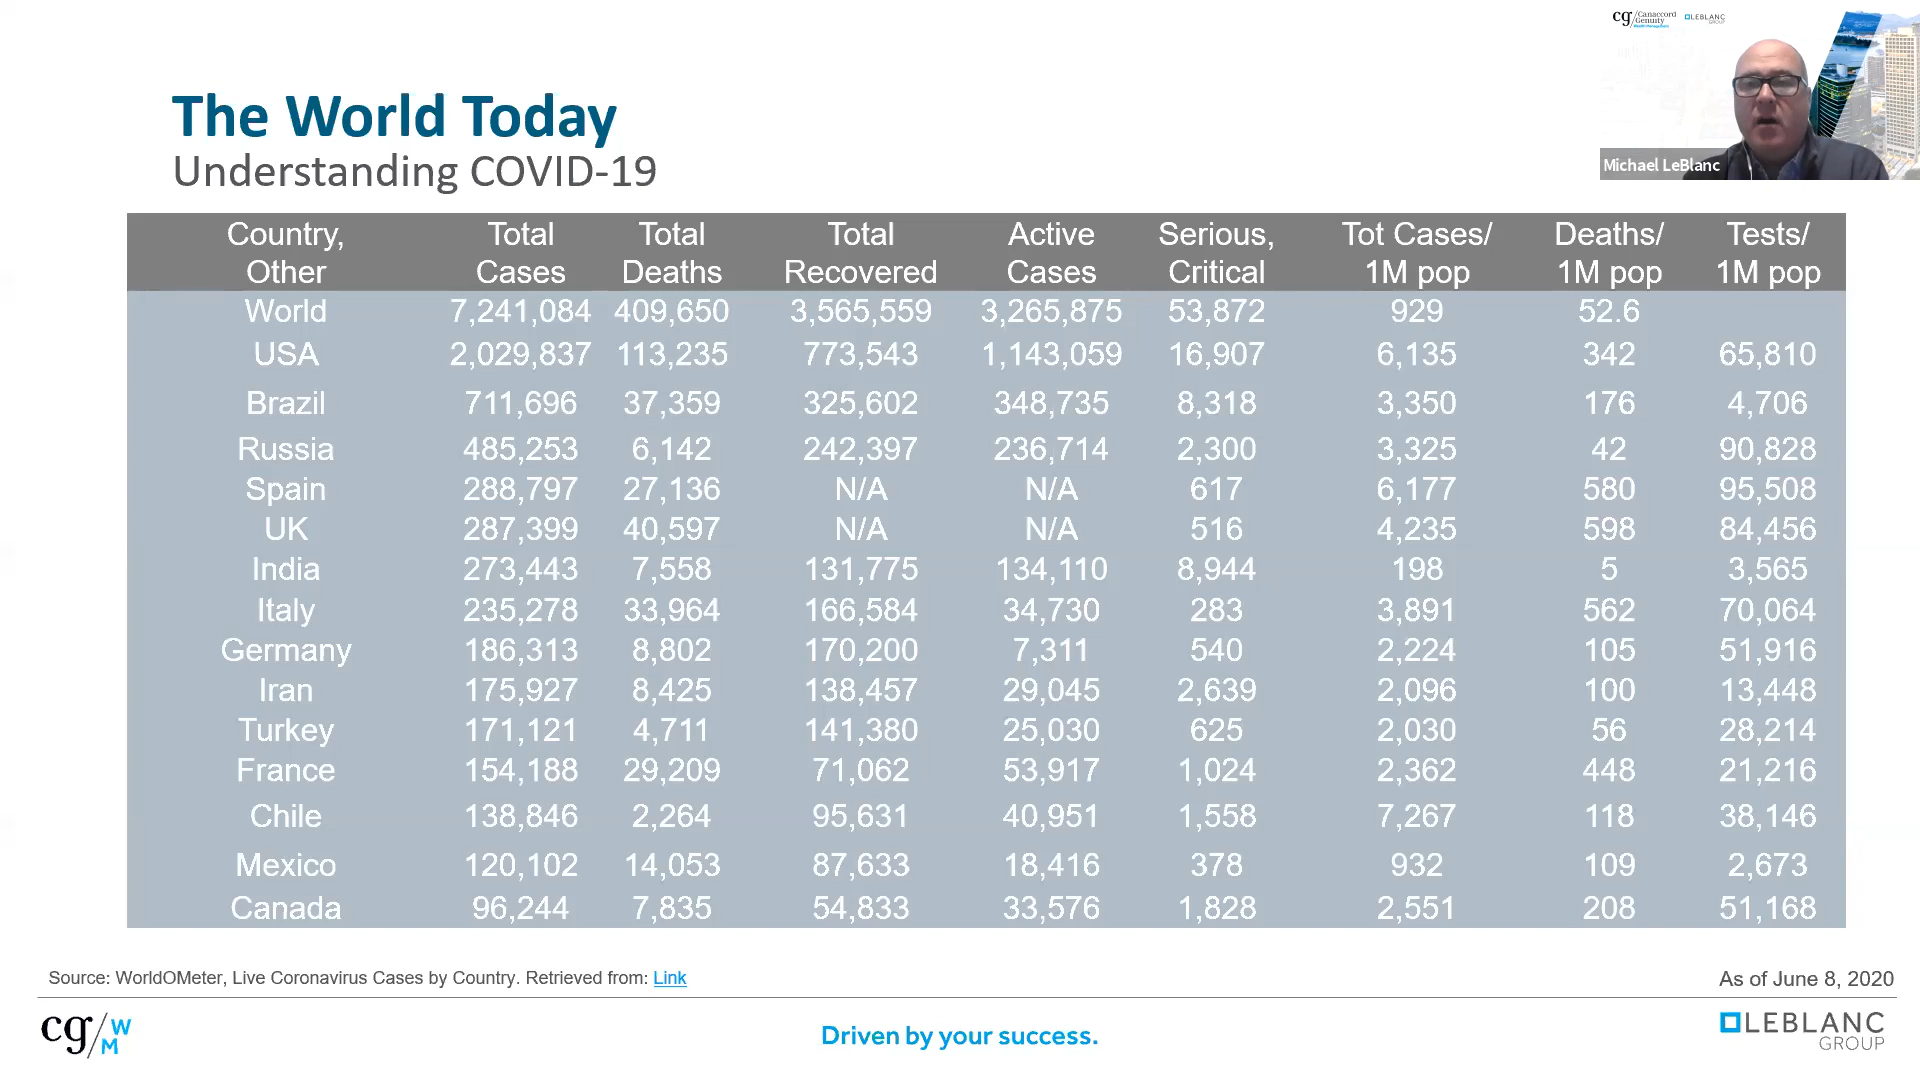 cg/Canaccord Genuity
LEBLANC GROUP
Michael LeBlanc
The World Today
Understanding COVID-19
Country, Other Total Cases Total Deaths Total Recovered Active Cases Serious, Critical Tot Cases/ 1M pop Deaths/ 1M pop Tests/ 1M pop
World 7,241,084 409,650 3,565,559 3,265,875 53,872 929 52.6
USA 2,029,837 113,235 773,543 1,143,059 16,907 6,135 342 65,810
Brazil 711,696 37,359 325,602 348,735 8,318 3,350 176 4,706
Russia 485,253 6,142 242,397 236,714 2,300 3,325 42 90,828
Spain 288,797 27,136 N/A N/A 617 6,177 580 95,508
UK 287,399 40,597 N/A N/A 516 4,235 598 84,456
India 273,443 7,558 131,775 134,110 8,944 198 5 3,565
Italy 235,278 33,964 166,584 34,730 283 3,891 562 70,064
Germany 186,313 8,802 170,200 7,311 540 2,224 105 51,916
Iran 175,927 8,425 138,457 29,045 2,639 2,096 100 13,448
Turkey 171,121 4,711 141,380 25,030 625 2,030 56 28,214
France 154,188 29,209 71,062 53,917 1,024 2,362 448 21,216
Chile 138,846 2,264 95,631 40,951 1,558 7,267 118 38,146
Mexico 120,102 14,053 87,633 18,416 378 932 109 2,673
Canada 96,244 7,835 54,833 33,576 1,828 2,551 208 51,168
Source: WorldOMeter, Live Coronavirus Cases by Country. Retrieved from: Link
As of June 8, 2020
cg/WM
Driven by your success.
LEBLANC
GROUP